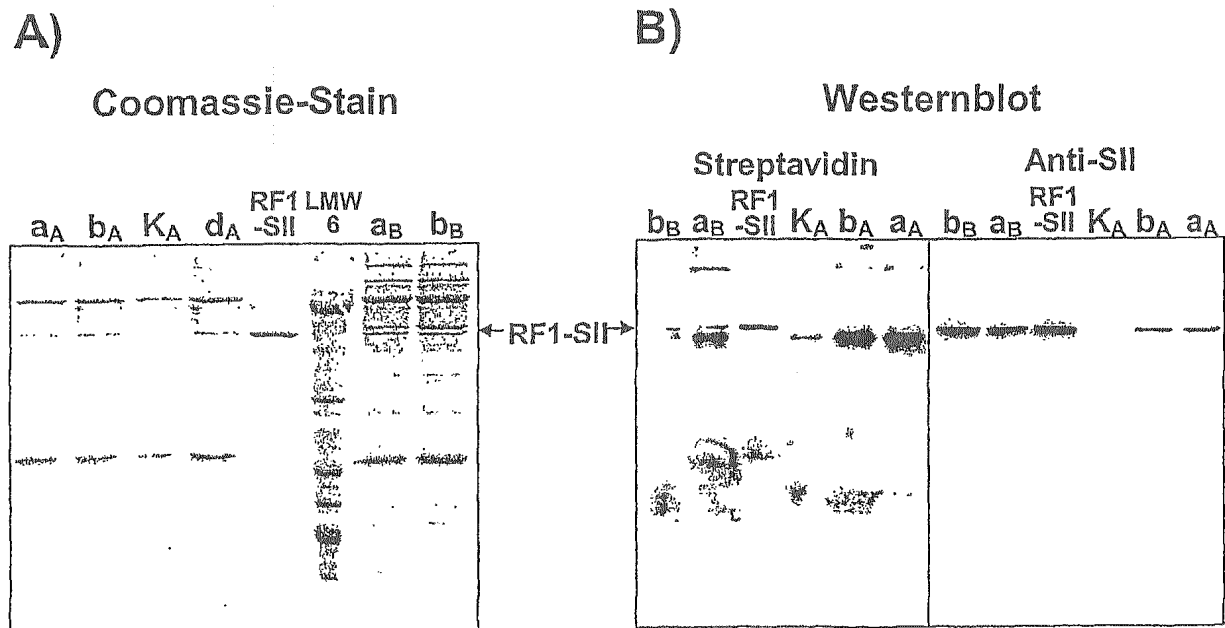 A)
Coomassie-Stain
RF1 LMW
aA bA KA dA -SII 6 aB bB
RF1-SII
B)
Westernblot
Streptavidin Anti-SII
RF1 RF1
bB aB -SII KA bA aA bB aB -SII KA bA aA